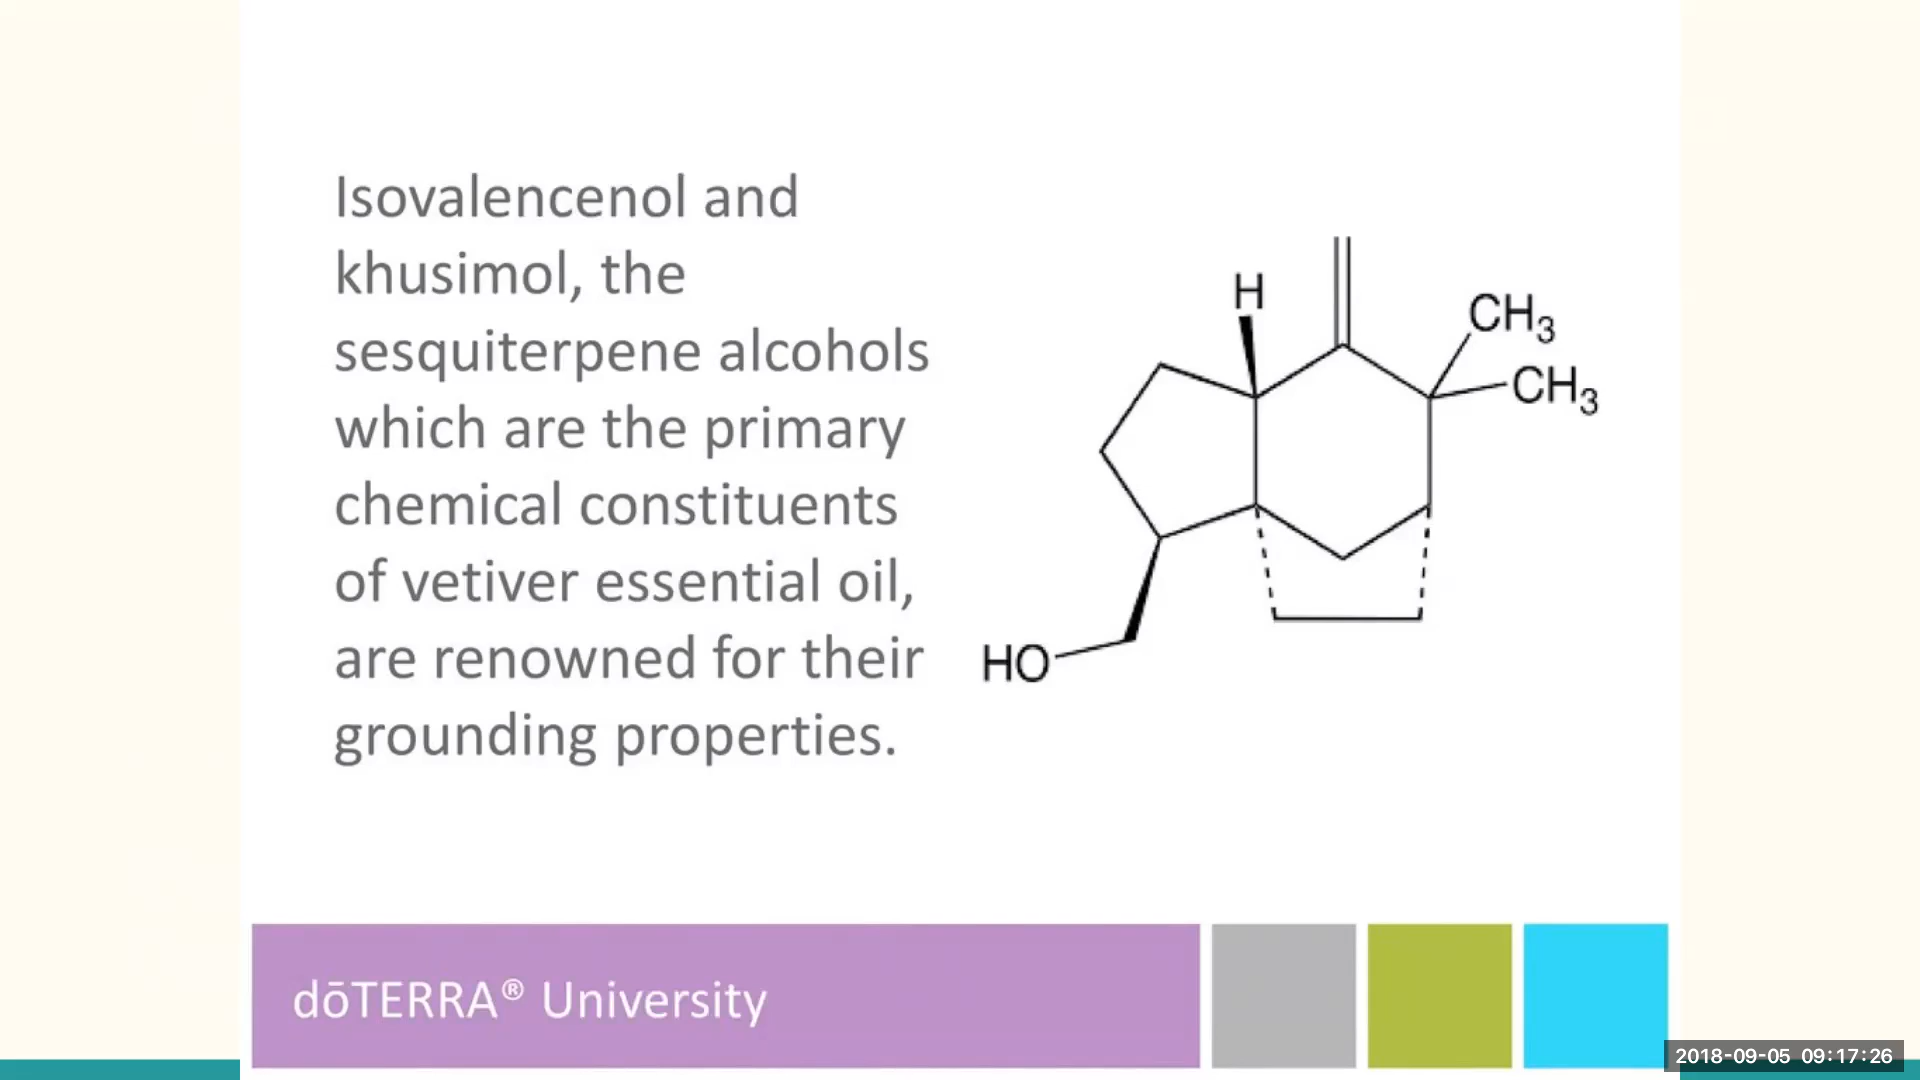 Isovalencenol and
khusimol, the
sesquiterpene alcohols
which are the primary
chemical constituents
of vetiver essential oil,
are renowned for their
grounding properties.
H
CH3
CH3
HO
dōTERRA® University
2018-09-05 09:17:26